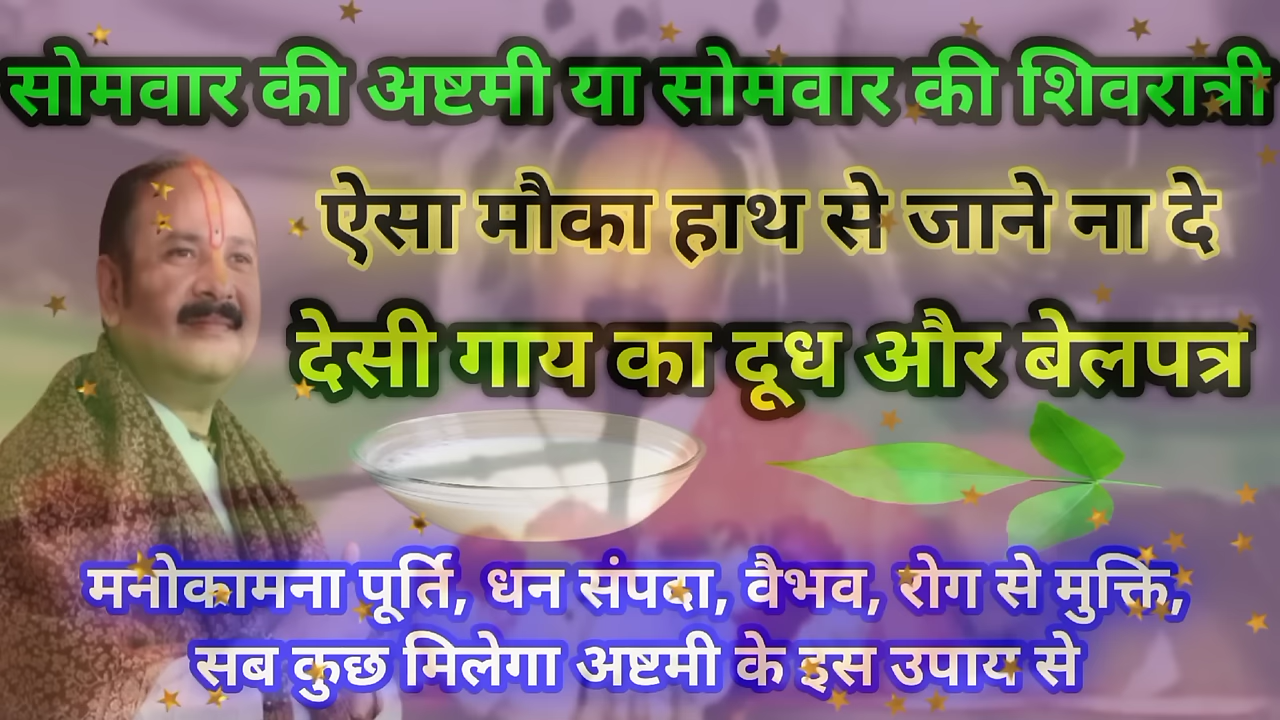 सोमवार की अष्टमी या सोमवार की शिवरात्री
ऐसा मौका हाथ से जाने ना दे
देसी गाय का दूध और बेलपत्र
मनोकामना पूर्ति, धन संपदा, वैभव, रोग से मुक्ति,
सब कुछ मिलेगा अष्टमी के इस उपाय से